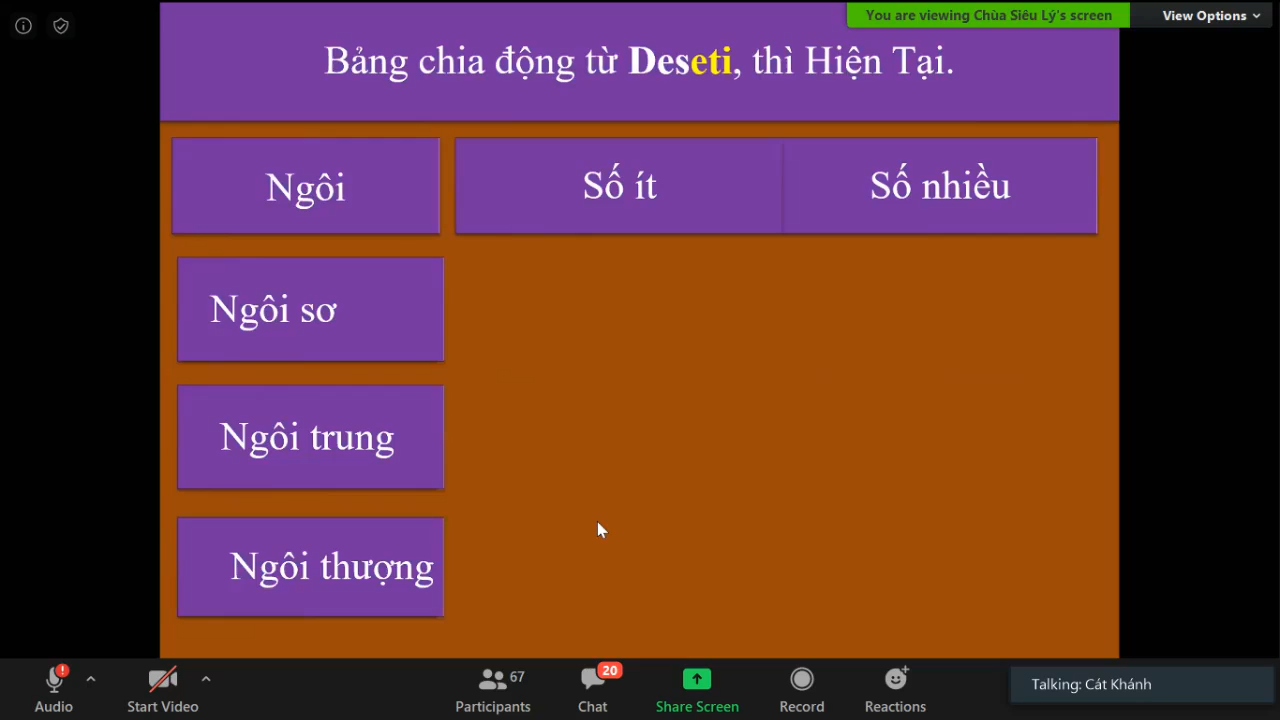 You are viewing Chùa Siêu Lý's screen
View Options
Bảng chia động từ Deseti, thì Hiện Tại.
Ngôi
Số ít
Số nhiều
Ngôi sơ
Ngôi trung
Ngôi thượng
Audio
Start Video
67
Participants
20
Chat
Share Screen
Record
Reactions
Talking: Cát Khánh